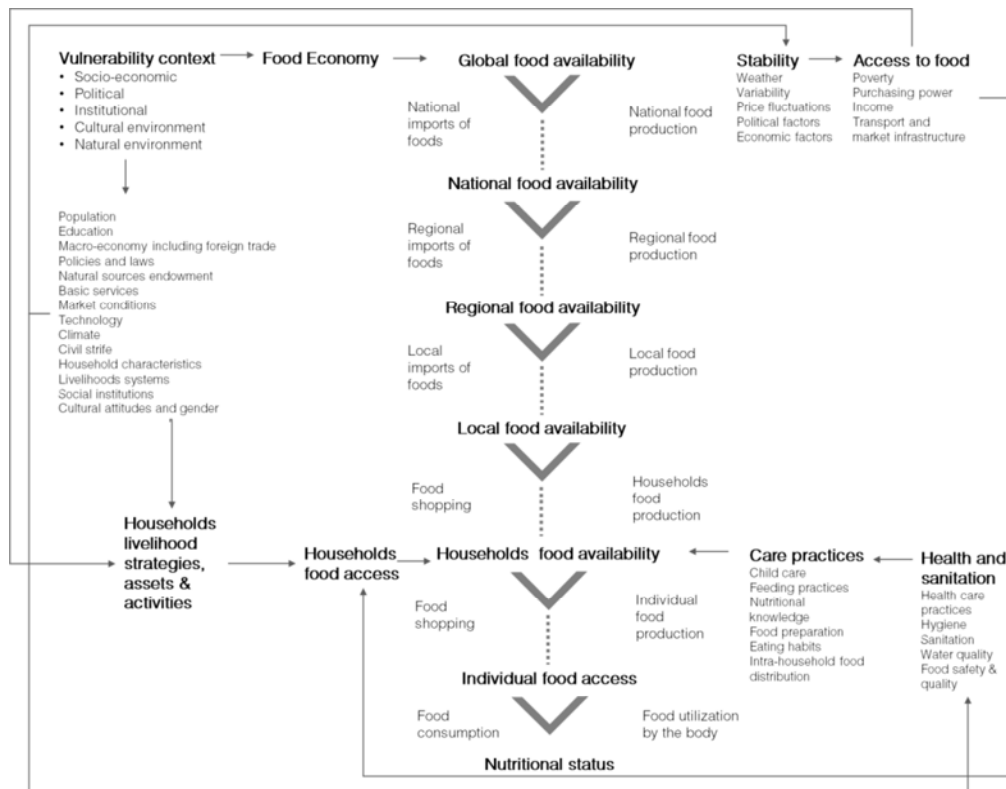 Vulnerability context
• Socio-economic
• Political
• Institutional
• Cultural environment
• Natural environment
Food Economy
Global food availability
Stability
Weather
Variability
Price fluctuations
Political factors
Economic factors
Access to food
Poverty
Purchasing power
Income
Transport and
market infrastructure
National
imports of
foods
National food
production
National food availability
Population
Education
Macro-economy including foreign trade
Policies and laws
Natural sources endowment
Basic services
Market conditions
Technology
Climate
Civil strife
Household characteristics
Livelihoods systems
Social institutions
Cultural attitudes and gender
Regional
imports of
foods
Regional food
production
Regional food availability
Local
imports of
foods
Local food
production
Local food availability
Food
shopping
Households
food
production
Households
livelihood
strategies,
assets &
activities
Households
food access
Households food availability
Care practices
Child care
Feeding practices
Nutritional
knowledge
Food preparation
Eating habits
Intra-household food
distribution
Health and
sanitation
Health care
practices
Hygiene
Sanitation
Water quality
Food safety &
quality
Food
shopping
Individual
food
production
Individual food access
Food
consumption
Food utilization
by the body
Nutritional status